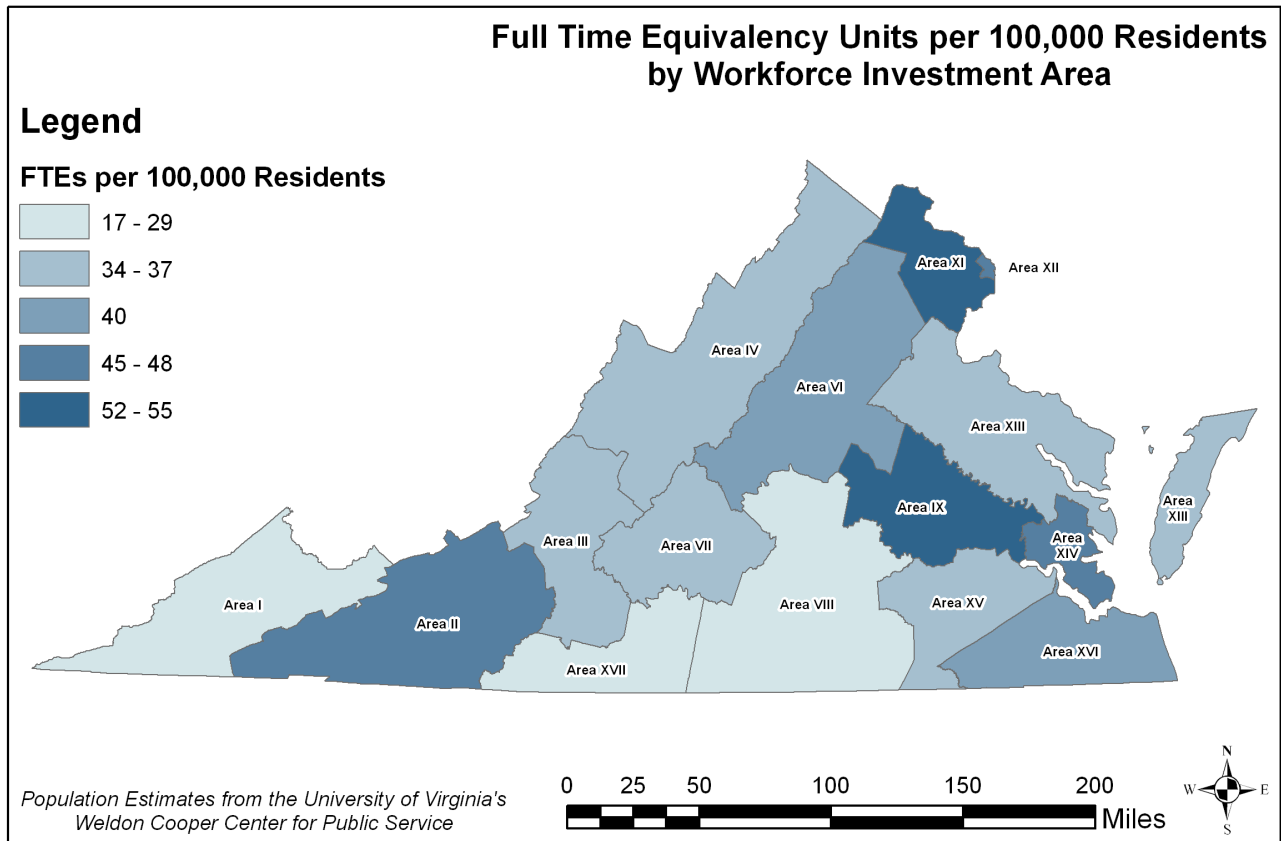 Full Time Equivalency Units per 100,000 Residents
by Workforce Investment Area
Legend
FTEs per 100,000 Residents
17 - 29
34 - 37
40
45 - 48
52 - 55
Area XI
Area XII
Area IV
Area VI
Area XIII
Area IX
Area
XIII
Area III
Area VII
Area
XIV
Area I
Area II
Area VIII
Area XV
Area XVII
Area XVI
Population Estimates from the University of Virginia's
Weldon Cooper Center for Public Service
0 25 50 100 150 200
Miles
N
W E
S